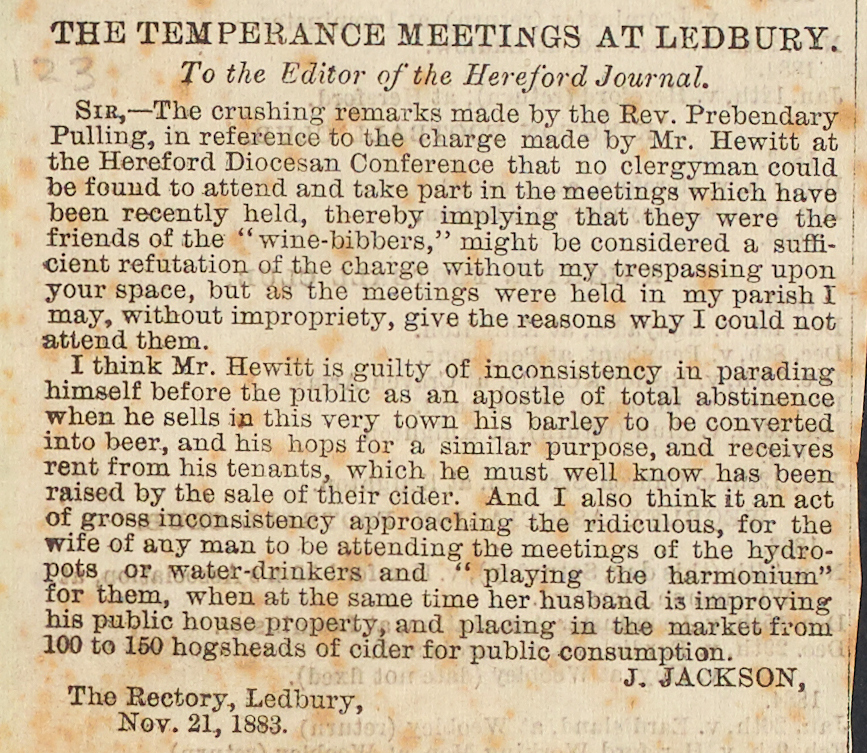 THE TEMPERANCE MEETINGS AT LEDBURY.
123
To the Editor of the Hereford Journal.
SIR,—The crushing remarks made by the Rev. Prebendary
Pulling, in reference to the charge made by Mr. Hewitt at
the Hereford Diocesan Conference that no clergyman could
be found to attend and take part in the meetings which have
been recently held, thereby implying that they were the
friends of the "wine-bibbers," might be considered a suffi-
cient refutation of the charge without my trespassing upon
your space, but as the meetings were held in my parish I
may, without impropriety, give the reasons why I could not
attend them.
I think Mr. Hewitt is guilty of inconsistency in parading
himself before the public as an apostle of total abstinence
when he sells in this very town his barley to be converted
into beer, and his hops for a similar purpose, and receives
rent from his tenants, which he must well know has been
raised by the sale of their cider. And I also think it an act
of gross inconsistency approaching the ridiculous, for the
wife of any man to be attending the meetings of the hydro-
pots or water-drinkers and " playing the harmonium"
for them, when at the same time her husband is improving
his public house property, and placing in the market from
100 to 150 hogsheads of cider for public consumption.
J. JACKSON,
The Rectory, Ledbury,
Nov. 21, 1883.